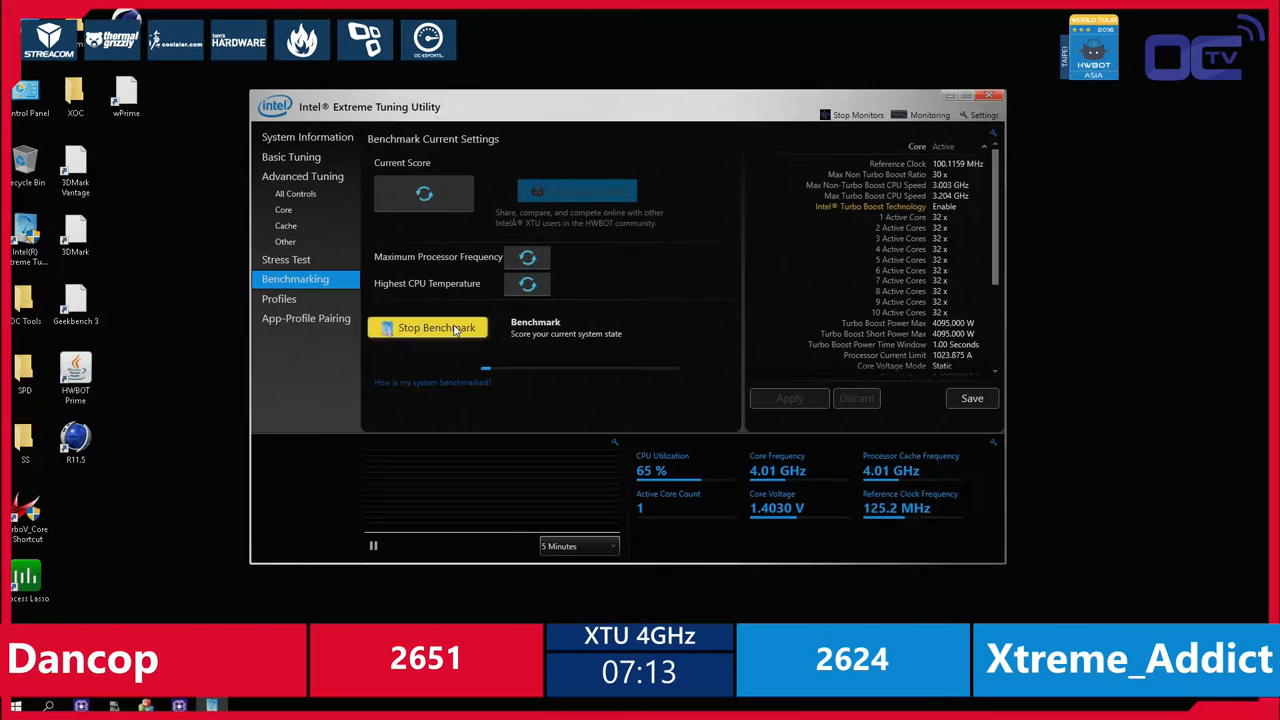 STREACOM
thermal
grizzly
coolaler.com
tom's
HARDWARE
OC-ESPORTS
WORLD TOUR
2016
TAIPEI
HWBOT
ASIA
OC TV
ontrol Panel
XOC
wPrime
ecycle Bin
3DMark
Vantage
Intel(R)
treme Tu...
3DMark
OC Tools
Geekbench 3
SPD
HWBOT
Prime
SS
R11.5
urboV_Core
Shortcut
ocess Lasso
intel
Intel® Extreme Tuning Utility
Stop Monitors
Monitoring
Settings
System Information
Basic Tuning
Advanced Tuning
All Controls
Core
Cache
Other
Stress Test
Benchmarking
Profiles
App-Profile Pairing
Benchmark Current Settings
Current Score
Share, compare, and compete online with other
IntelÂ® XTU users in the HWBOT community.
Maximum Processor Frequency
Highest CPU Temperature
Stop Benchmark
Benchmark
Score your current system state
How is my system benchmarked?
Core Active
Reference Clock 100.1159 MHz
Max Non Turbo Boost Ratio 30 x
Max Non-Turbo Boost CPU Speed 3.003 GHz
Max Turbo Boost CPU Speed 3.204 GHz
Intel® Turbo Boost Technology Enable
1 Active Core 32 x
2 Active Cores 32 x
3 Active Cores 32 x
4 Active Cores 32 x
5 Active Cores 32 x
6 Active Cores 32 x
7 Active Cores 32 x
8 Active Cores 32 x
9 Active Cores 32 x
10 Active Cores 32 x
Turbo Boost Power Max 4095.000 W
Turbo Boost Short Power Max 4095.000 W
Turbo Boost Power Time Window 1.00 Seconds
Processor Current Limit 1023.875 A
Core Voltage Mode Static
Apply
Discard
Save
5 Minutes
CPU Utilization
65 %
Core Frequency
4.01 GHz
Processor Cache Frequency
4.01 GHz
Active Core Count
1
Core Voltage
1.4030 V
Reference Clock Frequency
125.2 MHz
Dancop
2651
XTU 4GHz
07:13
2624
Xtreme_Addict